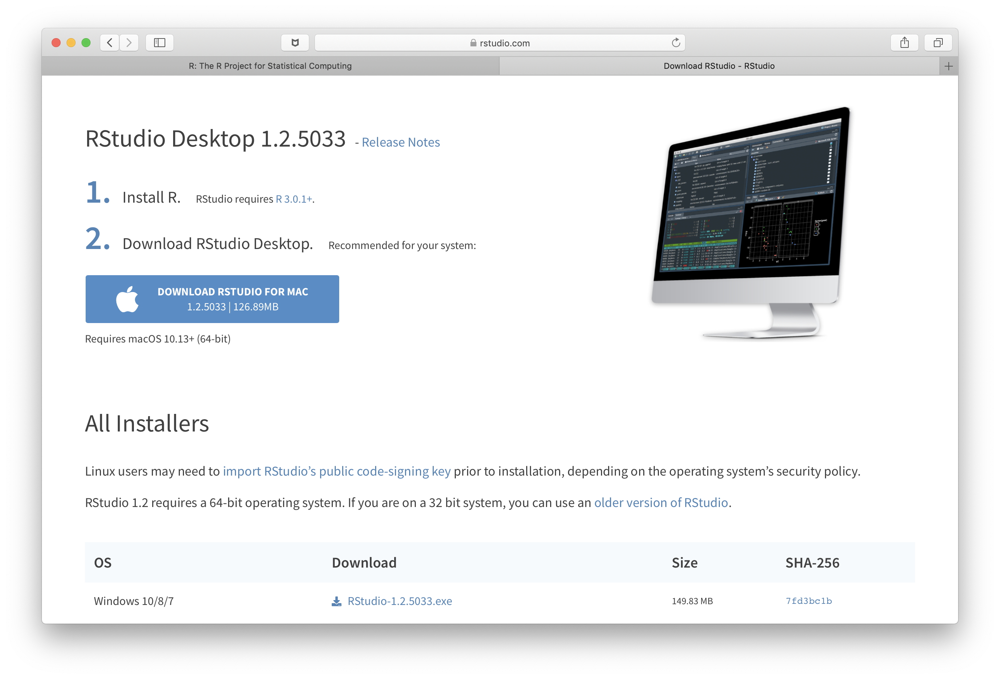 rstudio.com
R: The R Project for Statistical Computing
Download RStudio - RStudio
RStudio Desktop 1.2.5033 - Release Notes
1. Install R. RStudio requires R 3.0.1+.
2. Download RStudio Desktop. Recommended for your system:
DOWNLOAD RSTUDIO FOR MAC
1.2.5033 | 126.89MB
Requires macOS 10.13+ (64-bit)
All Installers
Linux users may need to import RStudio’s public code-signing key prior to installation, depending on the operating system’s security policy.
RStudio 1.2 requires a 64-bit operating system. If you are on a 32 bit system, you can use an older version of RStudio.
OS Download Size SHA-256
Windows 10/8/7 RStudio-1.2.5033.exe 149.83 MB 7fd3bc1b